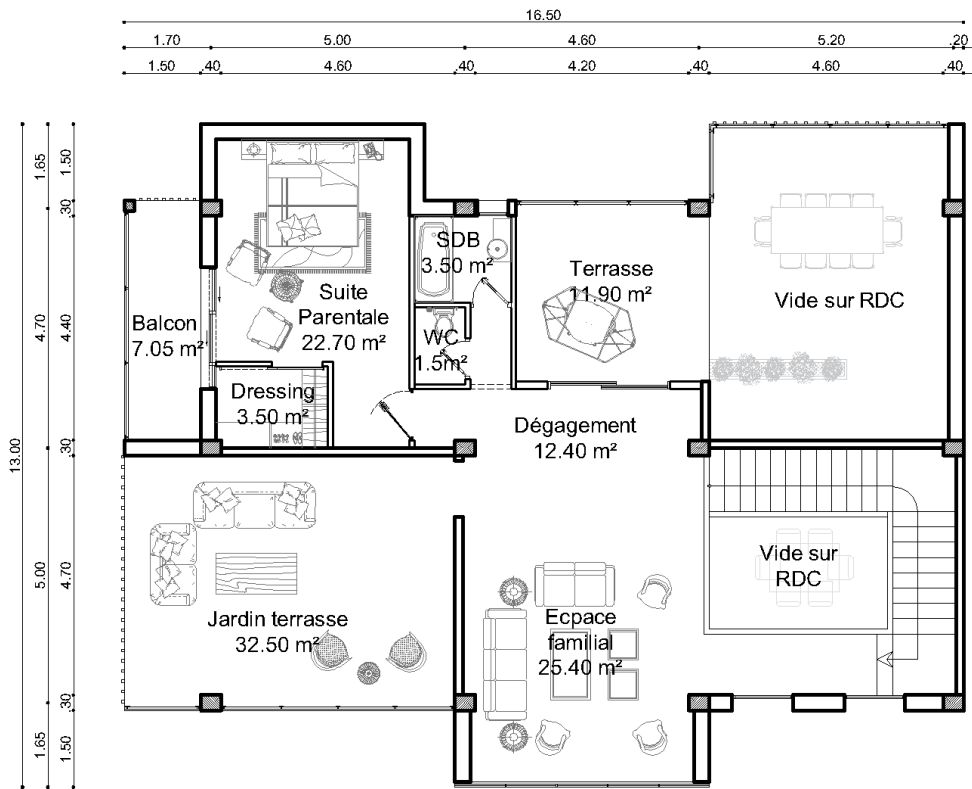 16.50
1.70 5.00 4.60 5.20 .20
1.50 .40 4.60 .40 4.20 .40 4.60 .40
1.65 1.50
.30
4.70 4.40
.30
13.00
5.00 4.70
.30
1.65 1.50
SDB
3.50 m²
Terrasse
11.90 m²
Vide sur RDC
Suite
Parentale
22.70 m²
Balcon
7.05 m²
WC
1.5m²
Dressing
3.50 m²
Dégagement
12.40 m²
Vide sur
RDC
Jardin terrasse
32.50 m²
Ecpace
familial
25.40 m²